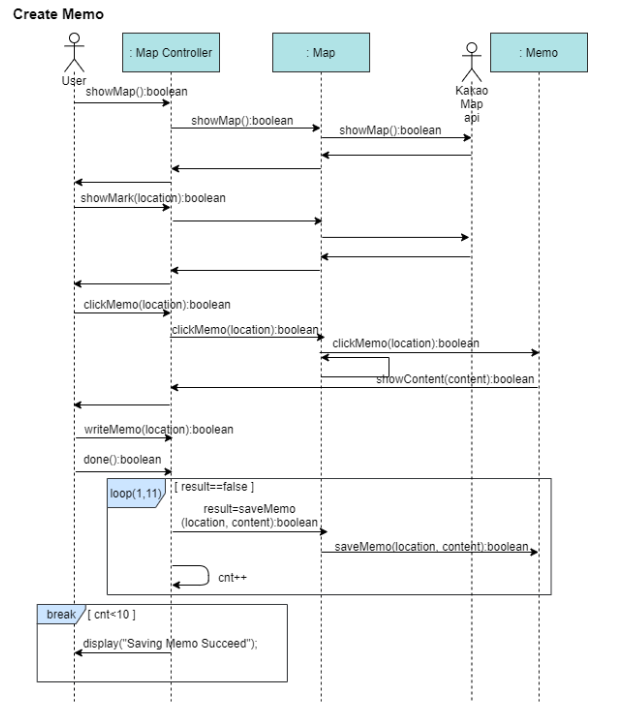 Create Memo
: Map Controller
: Map
: Memo
User
Kakao
Map
api
showMap():boolean
showMap():boolean
showMap():boolean
showMark(location):boolean
clickMemo(location):boolean
clickMemo(location):boolean
clickMemo(location):boolean
showContent(content):boolean
writeMemo(location):boolean
done():boolean
loop(1,11)
[ result==false ]
result=saveMemo
(location, content):boolean
saveMemo(location, content):boolean
cnt++
break
[ cnt<10 ]
display("Saving Memo Succeed");